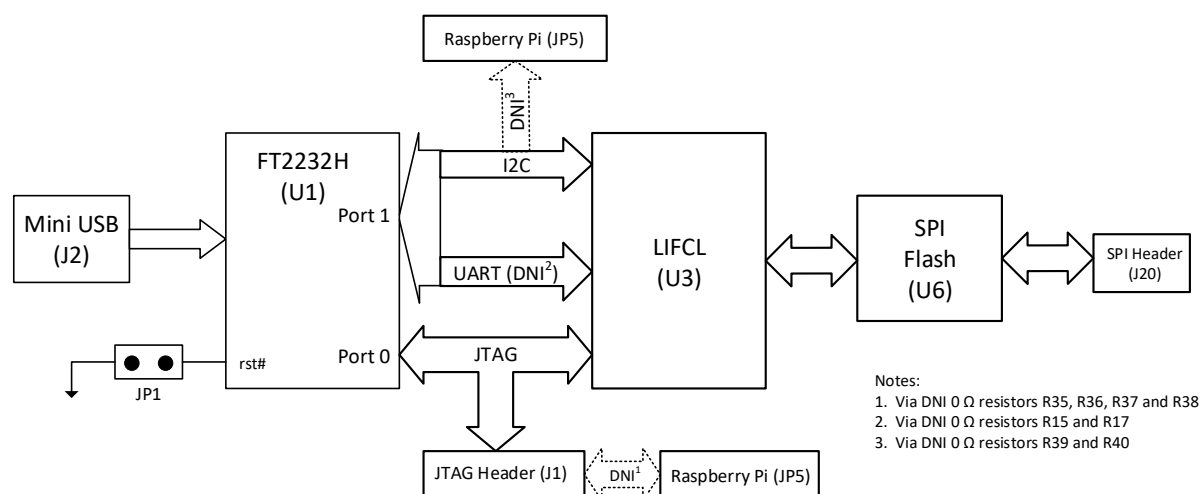 Raspberry Pi (JP5)
DNI³
FT2232H
(U1)
I2C
Port 1
Mini USB
(J2)
LIFCL
(U3)
SPI
Flash
(U6)
SPI Header
(J20)
UART (DNI²)
Port 0
JTAG
rst#
JP1
Notes:
1. Via DNI 0 Ω resistors R35, R36, R37 and R38
2. Via DNI 0 Ω resistors R15 and R17
3. Via DNI 0 Ω resistors R39 and R40
JTAG Header (J1)
DNI¹
Raspberry Pi (JP5)